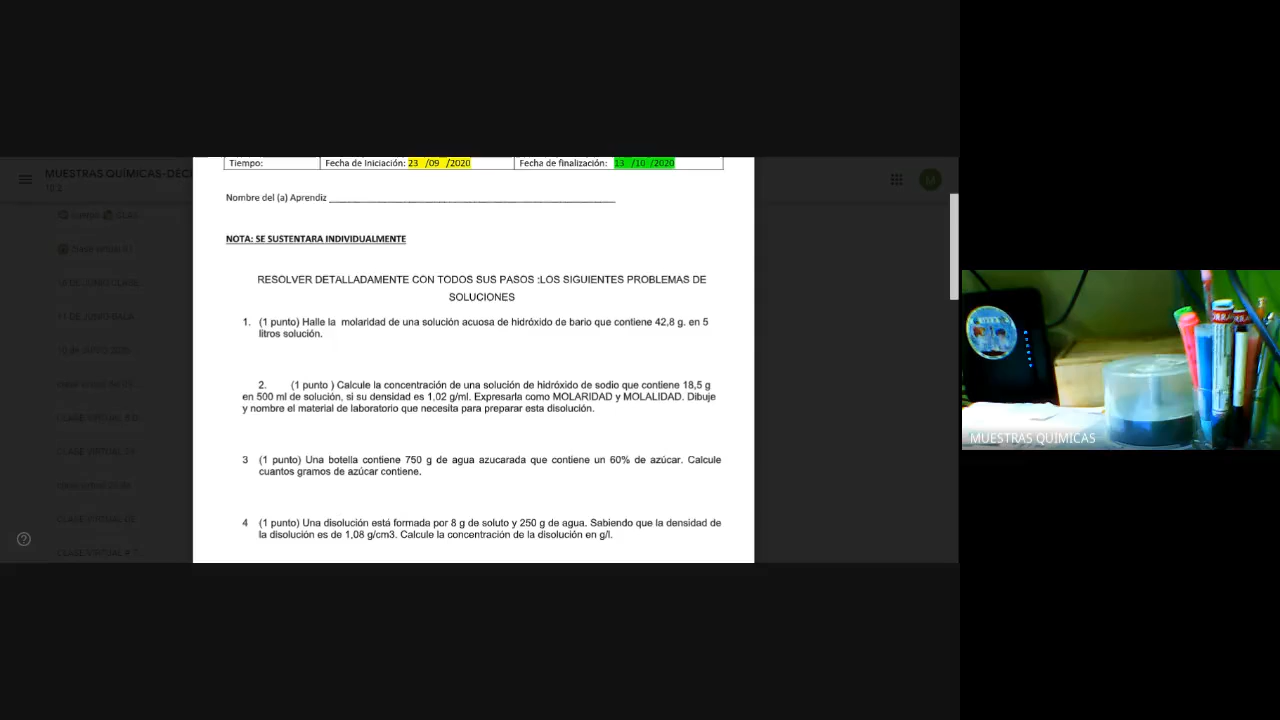 Tiempo: Fecha de Iniciación: 23 /09 /2020 Fecha de finalización: 13 /10 /2020
MUESTRAS QUÍMICAS-DÉCI
10.2
M
Nombre del (a) Aprendiz ____________________
NOTA: SE SUSTENTARA INDIVIDUALMENTE
RESOLVER DETALLADAMENTE CON TODOS SUS PASOS :LOS SIGUIENTES PROBLEMAS DE
SOLUCIONES
1. (1 punto) Halle la molaridad de una solución acuosa de hidróxido de bario que contiene 42,8 g. en 5
litros solución.
2. (1 punto ) Calcule la concentración de una solución de hidróxido de sodio que contiene 18,5 g
en 500 ml de solución, si su densidad es 1,02 g/ml. Expresarla como MOLARIDAD y MOLALIDAD. Dibuje
y nombre el material de laboratorio que necesita para preparar esta disolución.
3 (1 punto) Una botella contiene 750 g de agua azucarada que contiene un 60% de azúcar. Calcule
cuantos gramos de azúcar contiene.
4 (1 punto) Una disolución está formada por 8 g de soluto y 250 g de agua. Sabiendo que la densidad de
la disolución es de 1,08 g/cm3. Calcule la concentración de la disolución en g/l.
MUESTRAS QUÍMICAS